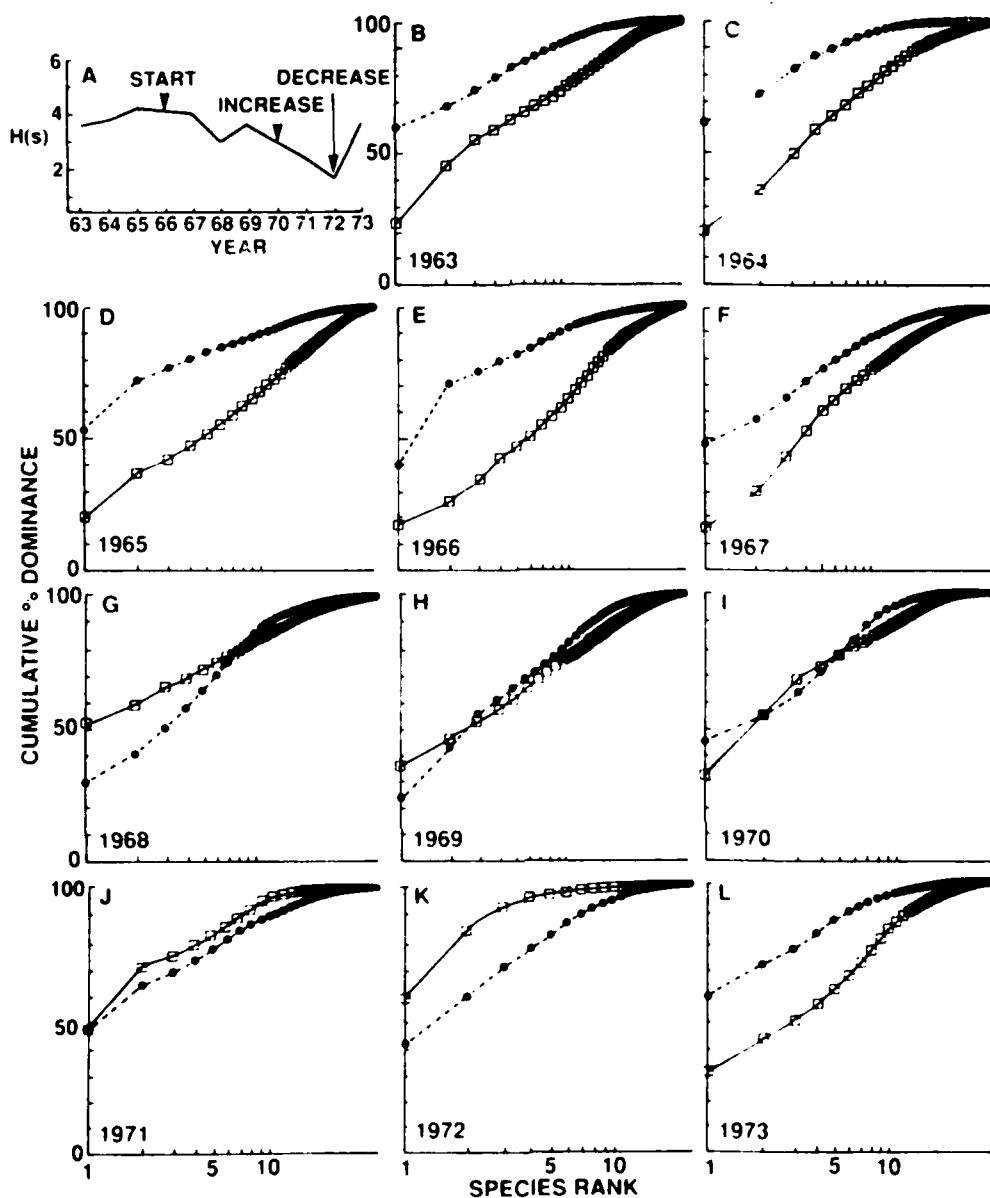 A
START
DECREASE
INCREASE
6
4
H(s)
2
63 64 65 66 67 68 69 70 71 72 73
YEAR
B
100
50
0
1963
C
1964
D
100
50
0
1965
E
1966
F
1967
CUMULATIVE % DOMINANCE
G
100
50
0
1968
H
1969
I
1970
J
100
50
0
1971
1 5 10
K
1972
1 5 10
L
1973
1 5 10
SPECIES RANK